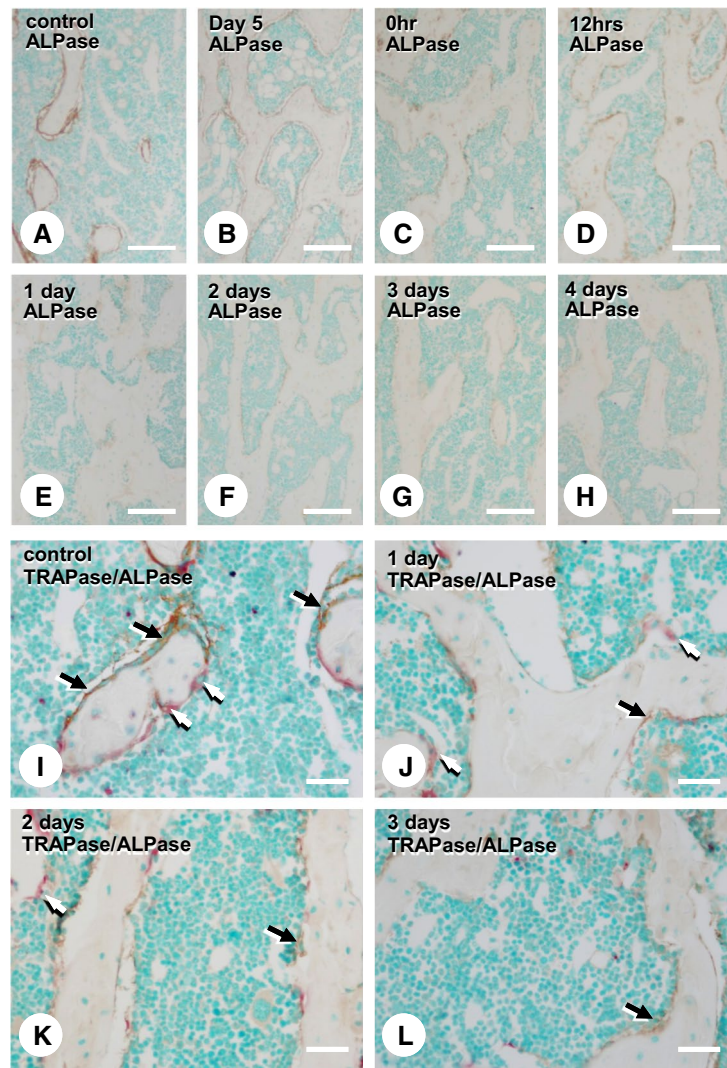 control
ALPase
A
Day 5
ALPase
B
0hr
ALPase
C
12hrs
ALPase
D
1 day
ALPase
E
2 days
ALPase
F
3 days
ALPase
G
4 days
ALPase
H
control
TRAPase/ALPase
I
1 day
TRAPase/ALPase
J
2 days
TRAPase/ALPase
K
3 days
TRAPase/ALPase
L